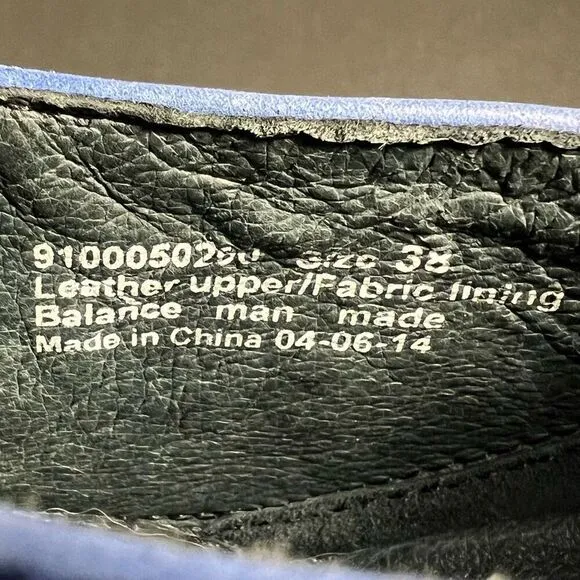 Size 38
Leather upper/Fabric lining
Balance man made
Made in China 04-06-14